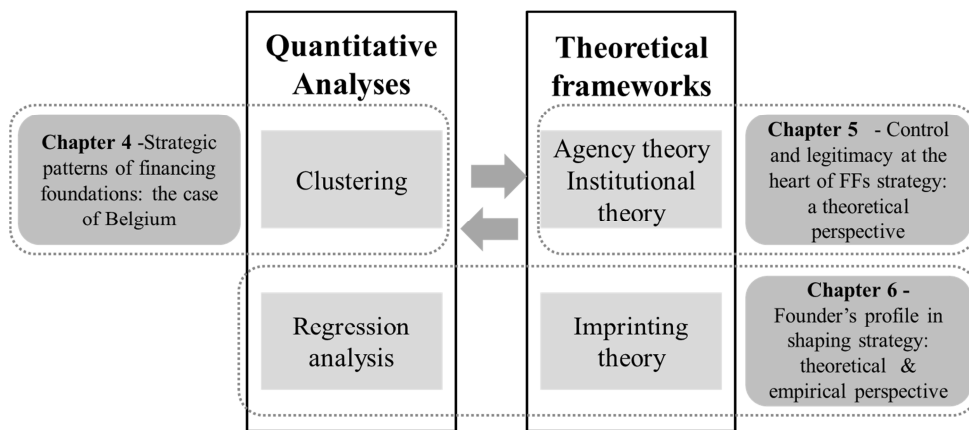 Quantitative
Analyses
Theoretical
frameworks
Chapter 4 -Strategic
patterns of financing
foundations: the case
of Belgium
Clustering
Agency theory
Institutional
theory
Chapter 5 - Control
and legitimacy at the
heart of FFs strategy:
a theoretical
perspective
Regression
analysis
Imprinting
theory
Chapter 6 -
Founder's profile in
shaping strategy:
theoretical &
empirical perspective